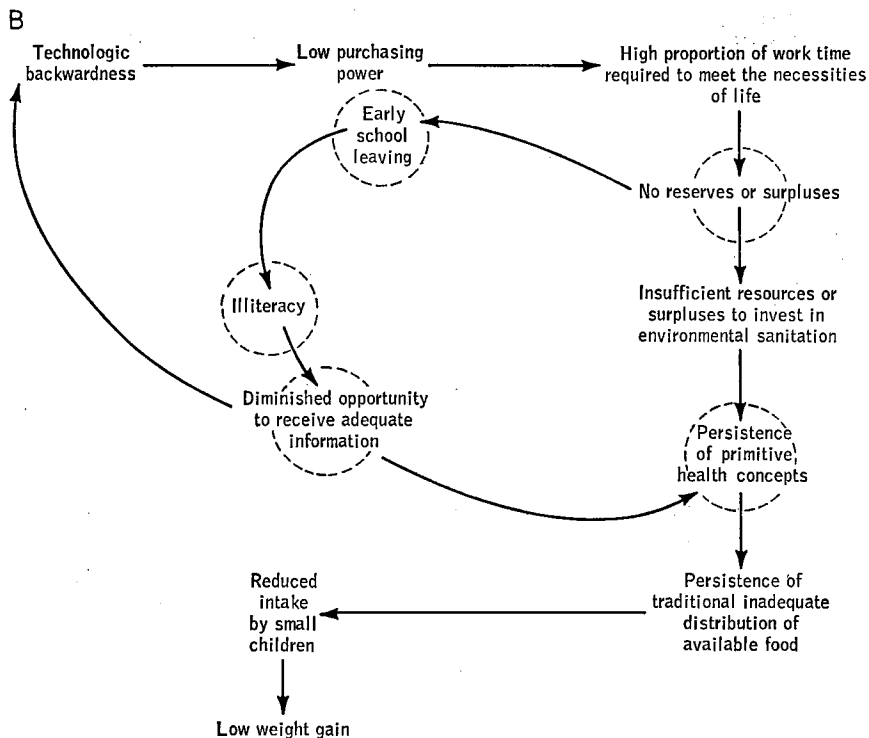 B
Technologic
backwardness
Low purchasing
power
High proportion of work time
required to meet the necessities
of life
Early
school
leaving
No reserves or surpluses
Illiteracy
Insufficient resources or
surpluses to invest in
environmental sanitation
Diminished opportunity
to receive adequate
information
Persistence
of primitive
health concepts
Reduced
intake
by small
children
Persistence of
traditional inadequate
distribution of
available food
Low weight gain